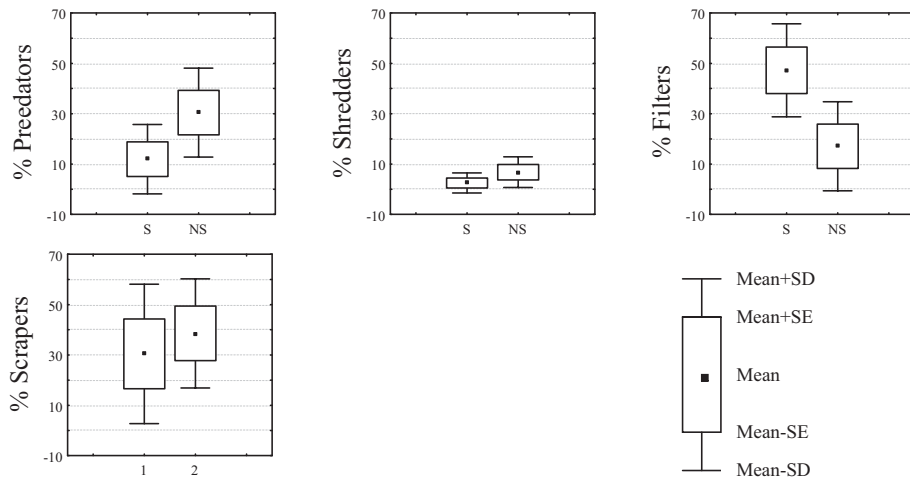 % Preedators
70
50
30
10
-10
S NS
% Shredders
70
50
30
10
-10
S NS
% Filters
70
50
30
10
-10
S NS
% Scrapers
70
50
30
10
-10
1 2
Mean+SD
Mean+SE
Mean
Mean-SE
Mean-SD